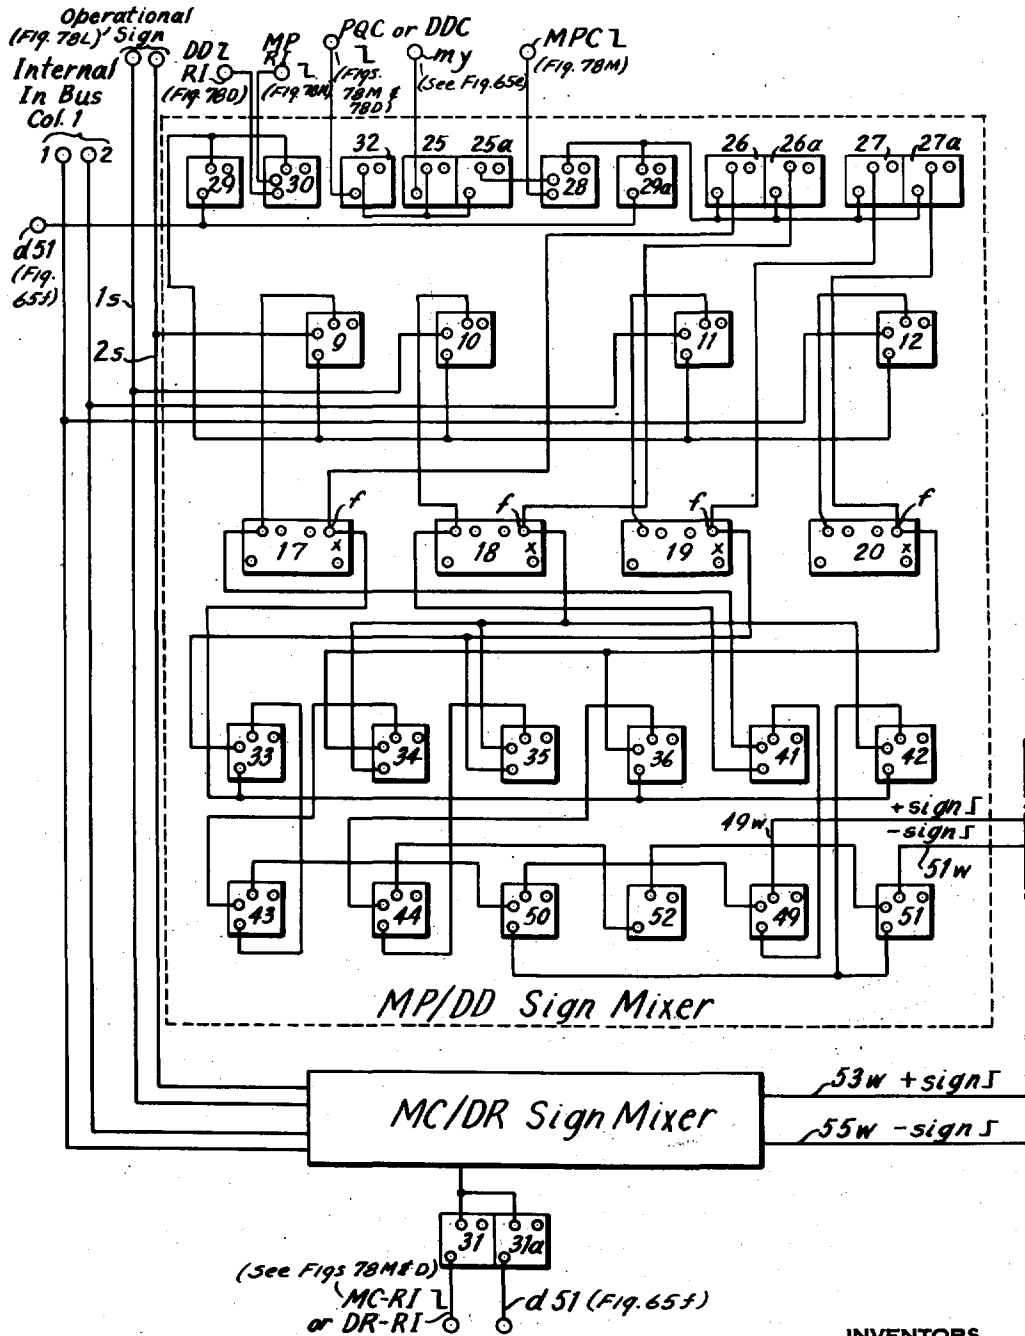 Operational
(Fig. 78L) Sign
Internal
In Bus
Col. 1
1 2
DD
RI
(Fig. 78D)
MP
RI
(Fig. 78M)
PQC or DDC
(Figs.
78M &
78D)
my
(See Fig. 65e)
MPC
(Fig. 78M)
29 30 32 25 25a 28 29a 26 26a 27 27a
d51
(Fig.
65f)
1s
2s
9 10 11 12
f f f f
17 x 18 x 19 x 20 x
33 34 35 36 41 42
+sign
49w
-sign
51w
43 44 50 52 49 51
MP/DD Sign Mixer
MC/DR Sign Mixer
53w +sign
55w -sign
31 31a
(See Figs 78M & D)
MC-RI
or DR-RI
d51 (Fig. 65f)
INVENTORS